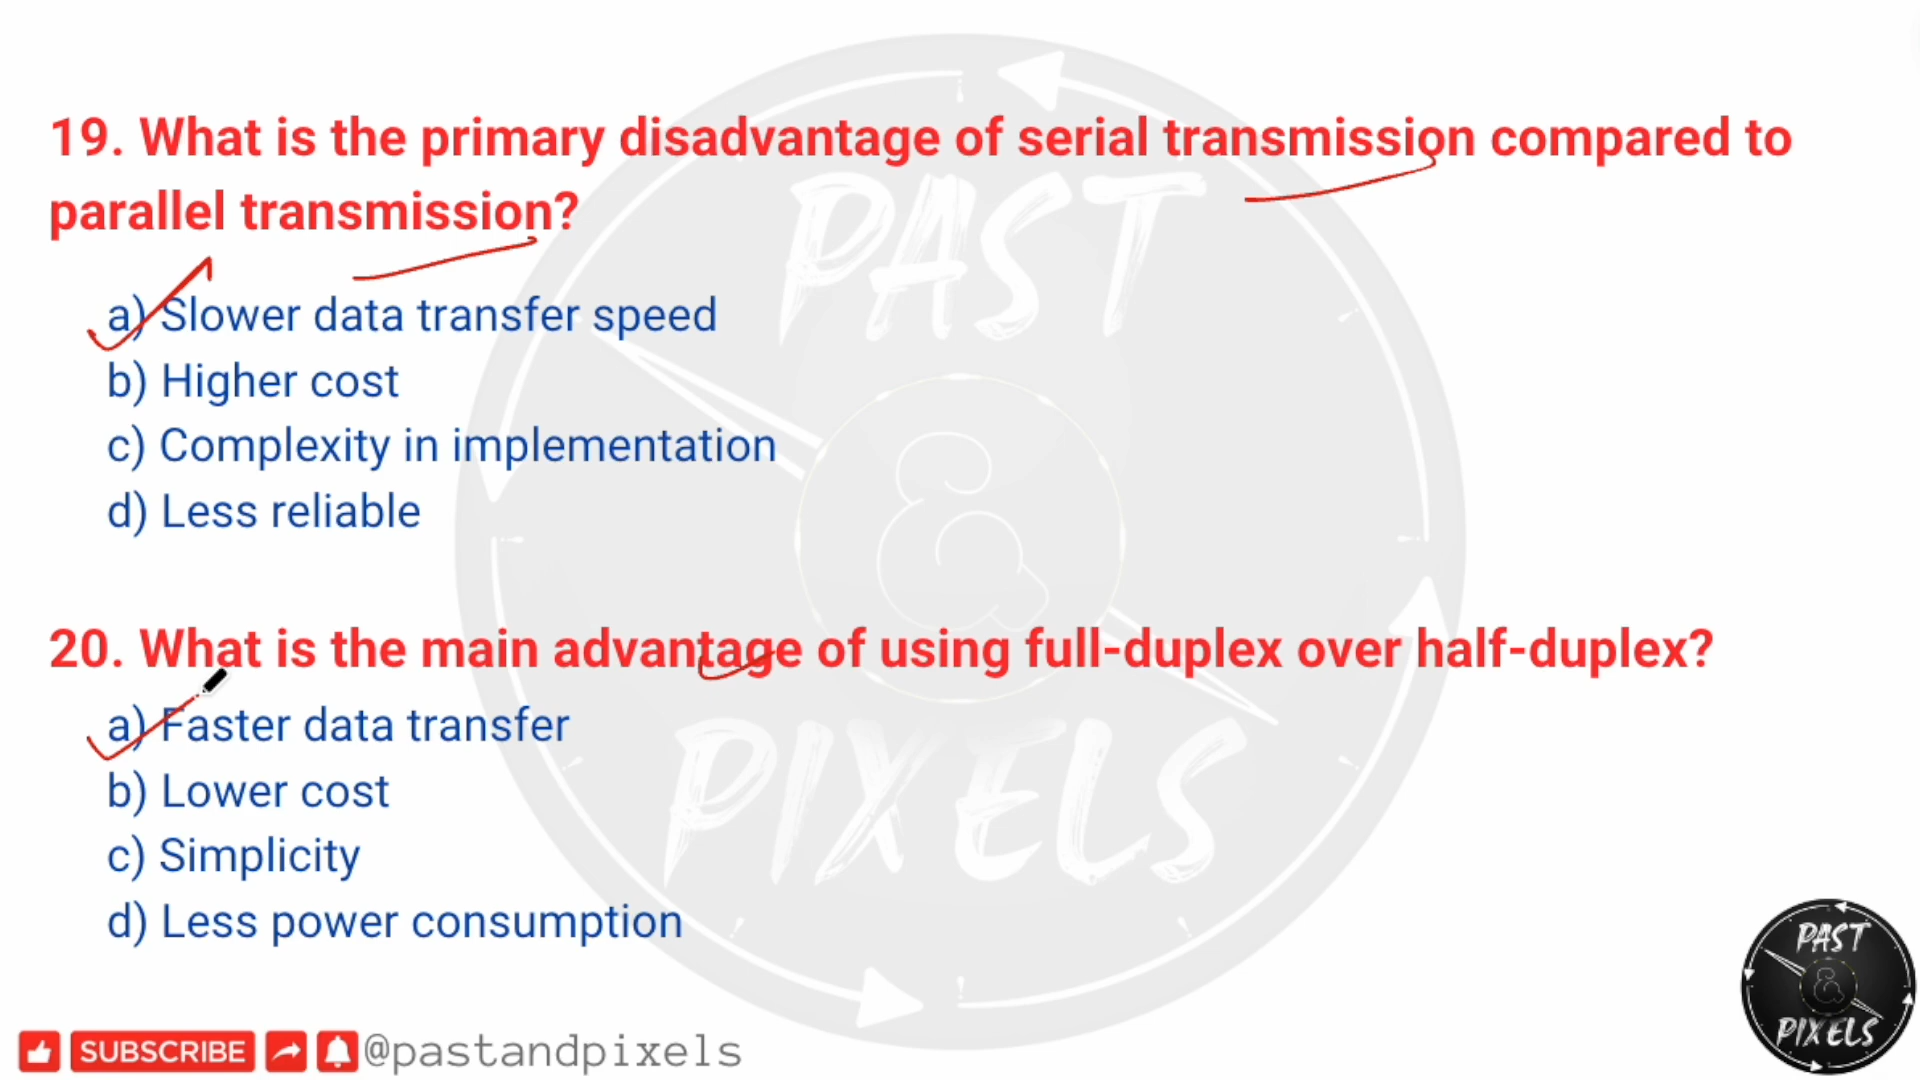 19. What is the primary disadvantage of serial transmission compared to
parallel transmission?
a) Slower data transfer speed
b) Higher cost
c) Complexity in implementation
d) Less reliable
20. What is the main advantage of using full-duplex over half-duplex?
a) Faster data transfer
b) Lower cost
c) Simplicity
d) Less power consumption
PAST
&
PIXELS
PAST
&
PIXELS
SUBSCRIBE
@pastandpixels